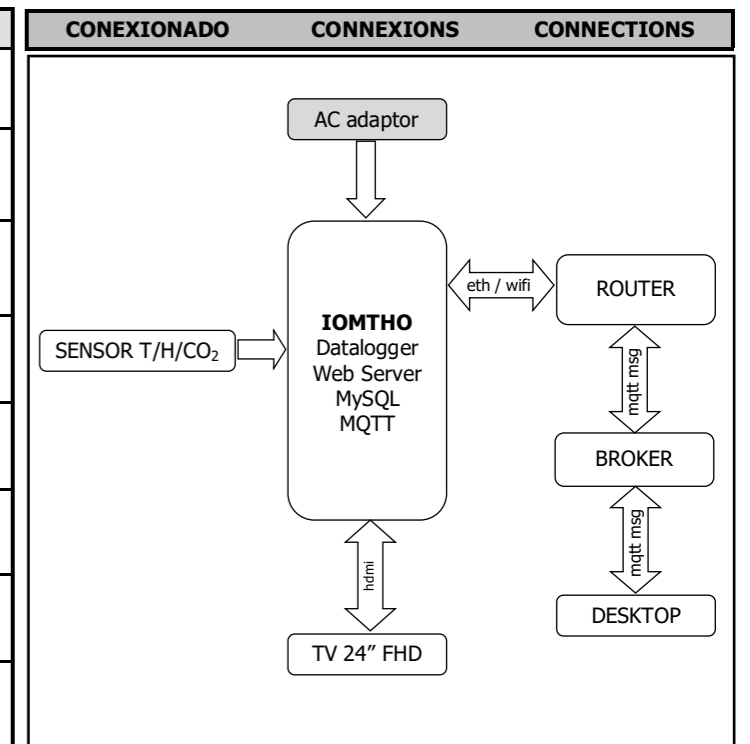 CONEXIONADO CONNEXIONS CONNECTIONS
AC adaptor
eth / wifi
ROUTER
IOMTHO
Datalogger
Web Server
MySQL
MQTT
SENSOR T/H/CO₂
mqtt msg
BROKER
mqtt msg
hdmi
DESKTOP
TV 24” FHD